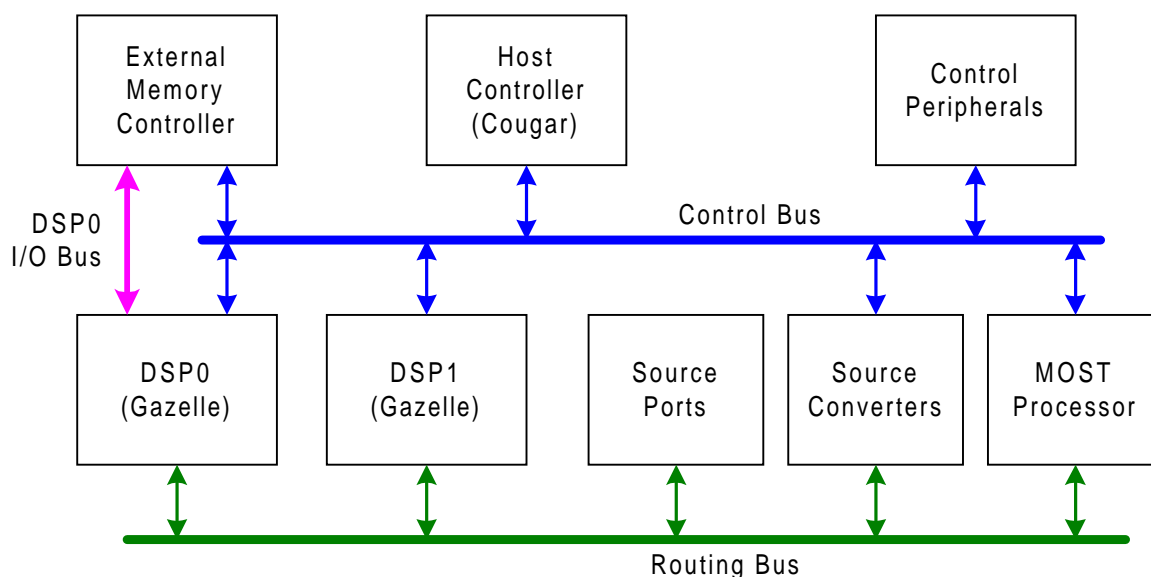 External
Memory
Controller
Host
Controller
(Cougar)
Control
Peripherals
DSP0
I/O Bus
Control Bus
DSP0
(Gazelle)
DSP1
(Gazelle)
Source
Ports
Source
Converters
MOST
Processor
Routing Bus